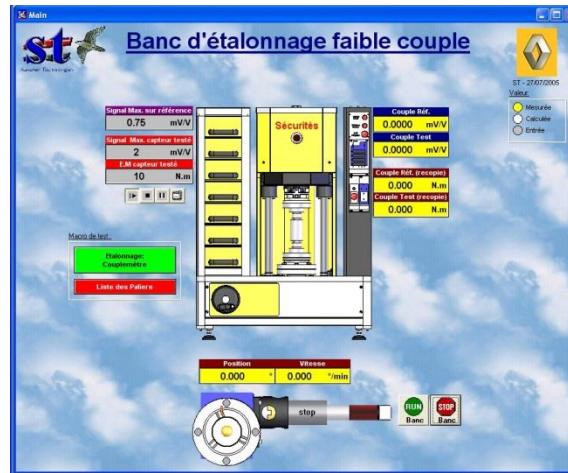 Main
st
Banc d'étalonnage faible couple
ST - 27/07/2005
Valeur
Mesurée
Calculée
Entrée
Signal Max. sur référence
0.75 mV/V
Signal Max. capteur testé
2 mV/V
E.M capteur testé
10 N.m
Sécurités
Couple Réf.
0.0000 mV/V
Couple Test
0.0000 mV/V
Couple Réf. (recopie)
0.000 N.m
Couple Test (recopie)
0.000 N.m
Macro de test
Etalonnage:
Couplemètre
Liste des Paliers
Position
0.000 °
Vitesse
0.000 °/min
stop
RUN
Banc
STOP
Banc